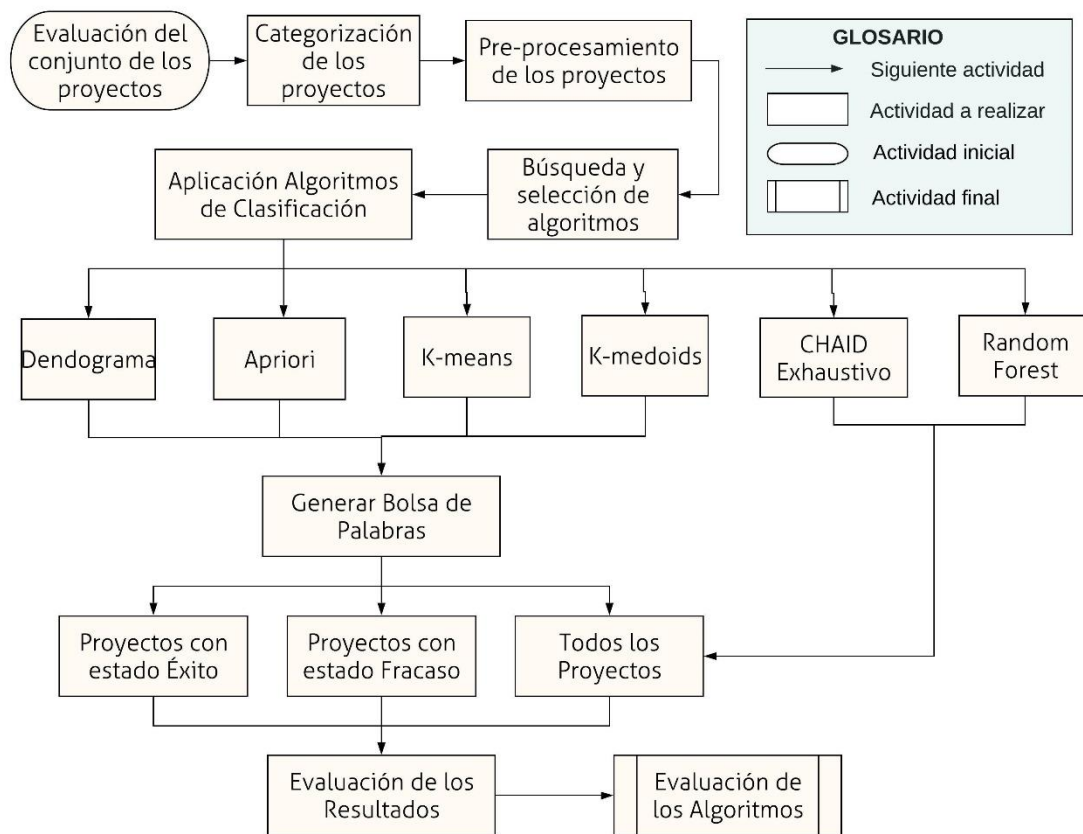 Evaluación del
conjunto de los
proyectos
Categorización
de los
proyectos
Pre-procesamiento
de los proyectos
GLOSARIO
Siguiente actividad
Actividad a realizar
Actividad inicial
Actividad final
Búsqueda y
selección de
algoritmos
Aplicación Algoritmos
de Clasificación
Dendograma
Apriori
K-means
K-medoids
CHAID
Exhaustivo
Random
Forest
Generar Bolsa de
Palabras
Proyectos con
estado Éxito
Proyectos con
estado Fracaso
Todos los
Proyectos
Evaluación de los
Resultados
Evaluación de
los Algoritmos